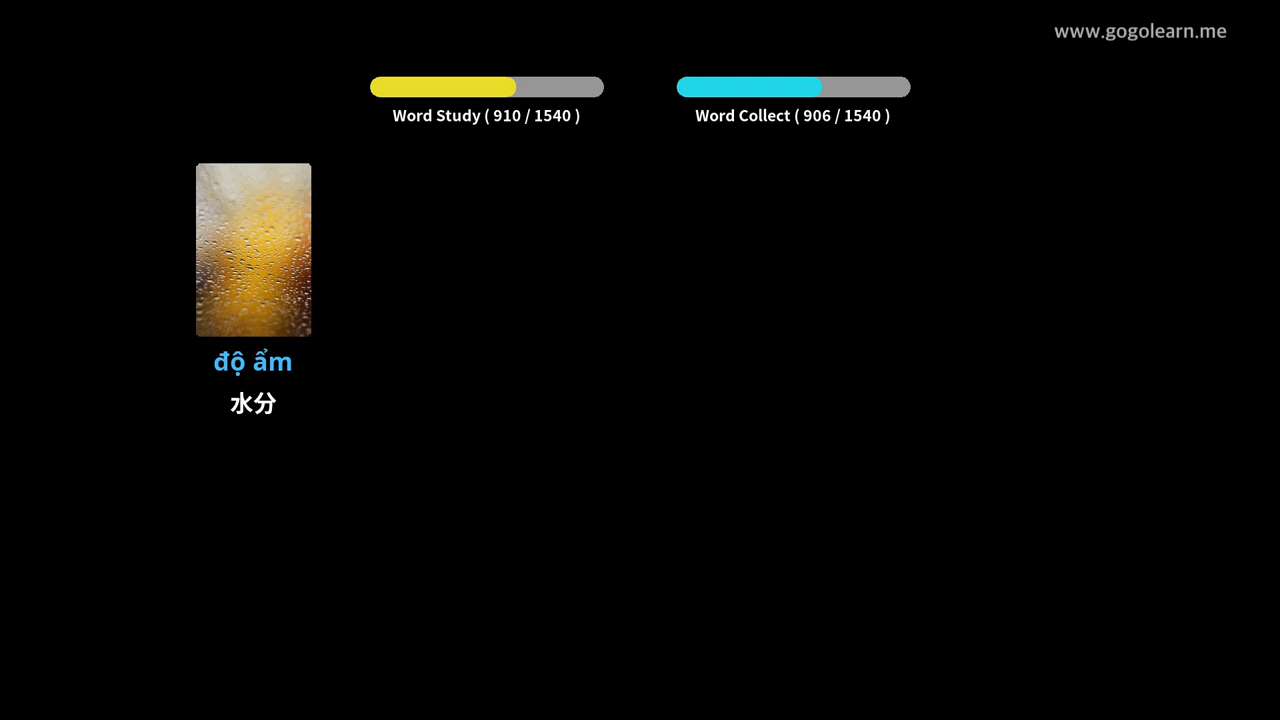 www.gogolearn.me
Word Study ( 910 / 1540 )
Word Collect ( 906 / 1540 )
độ ẩm
水分